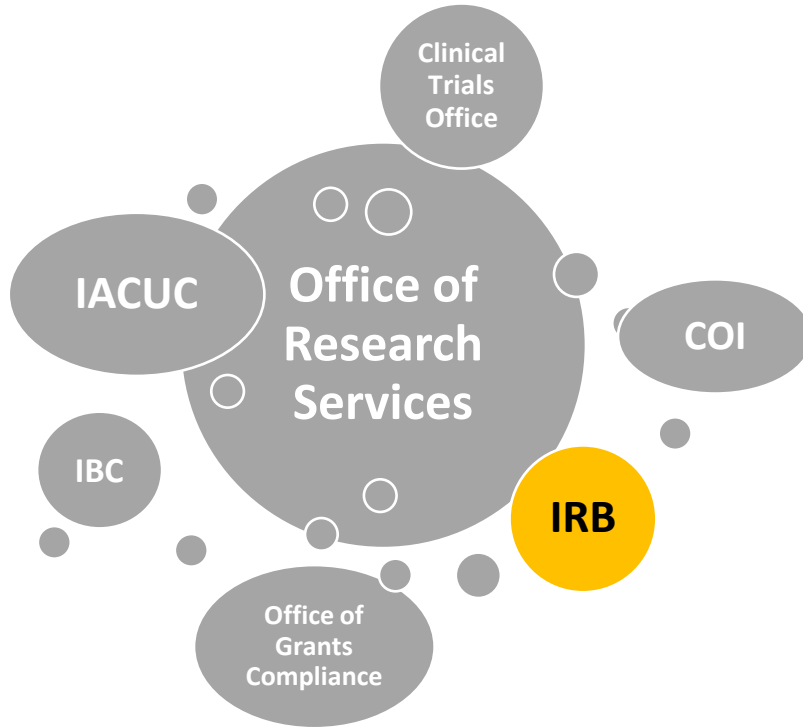 Clinical
Trials
Office
IACUC
Office of
Research
Services
COI
IBC
IRB
Office of
Grants
Compliance